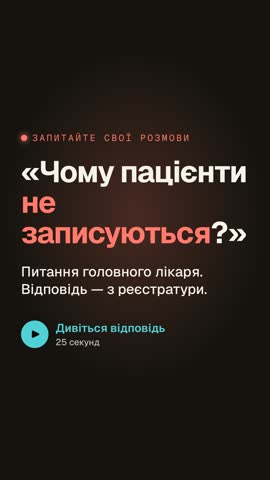 ЗАПИТАЙТЕ СВОЇ РОЗМОВИ
«Чому пацієнти
не
записуються?»
Питання головного лікаря.
Відповідь — з реєстратури.
Дивіться відповідь
25 секунд